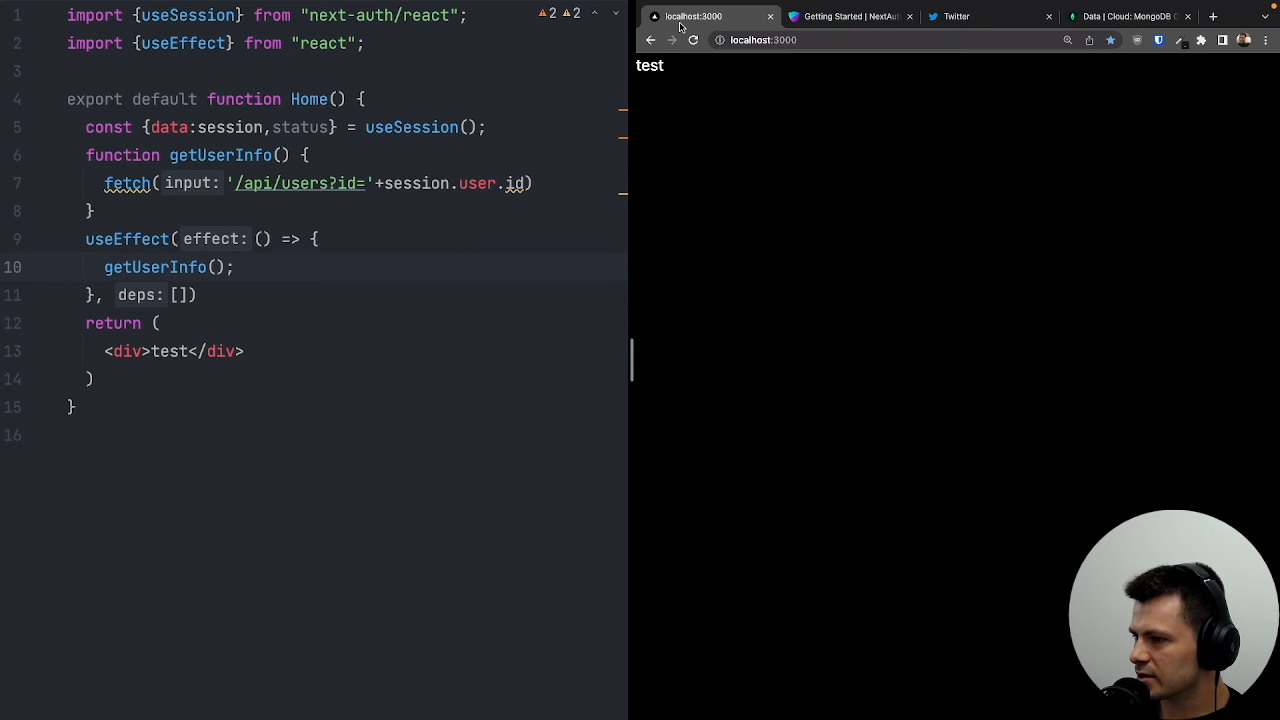 1 import {useSession} from "next-auth/react";
2 import {useEffect} from "react";
3
4 export default function Home() {
5 const {data:session,status} = useSession();
6 function getUserInfo() {
7 fetch( input: '/api/users?id='+session.user.id)
8 }
9 useEffect( effect: () => {
10 getUserInfo();
11 }, deps: [])
12 return (
13 <div>test</div>
14 )
15 }
16
2 2
localhost:3000
Getting Started | NextAut
Twitter
Data | Cloud: MongoDB C
localhost:3000
test